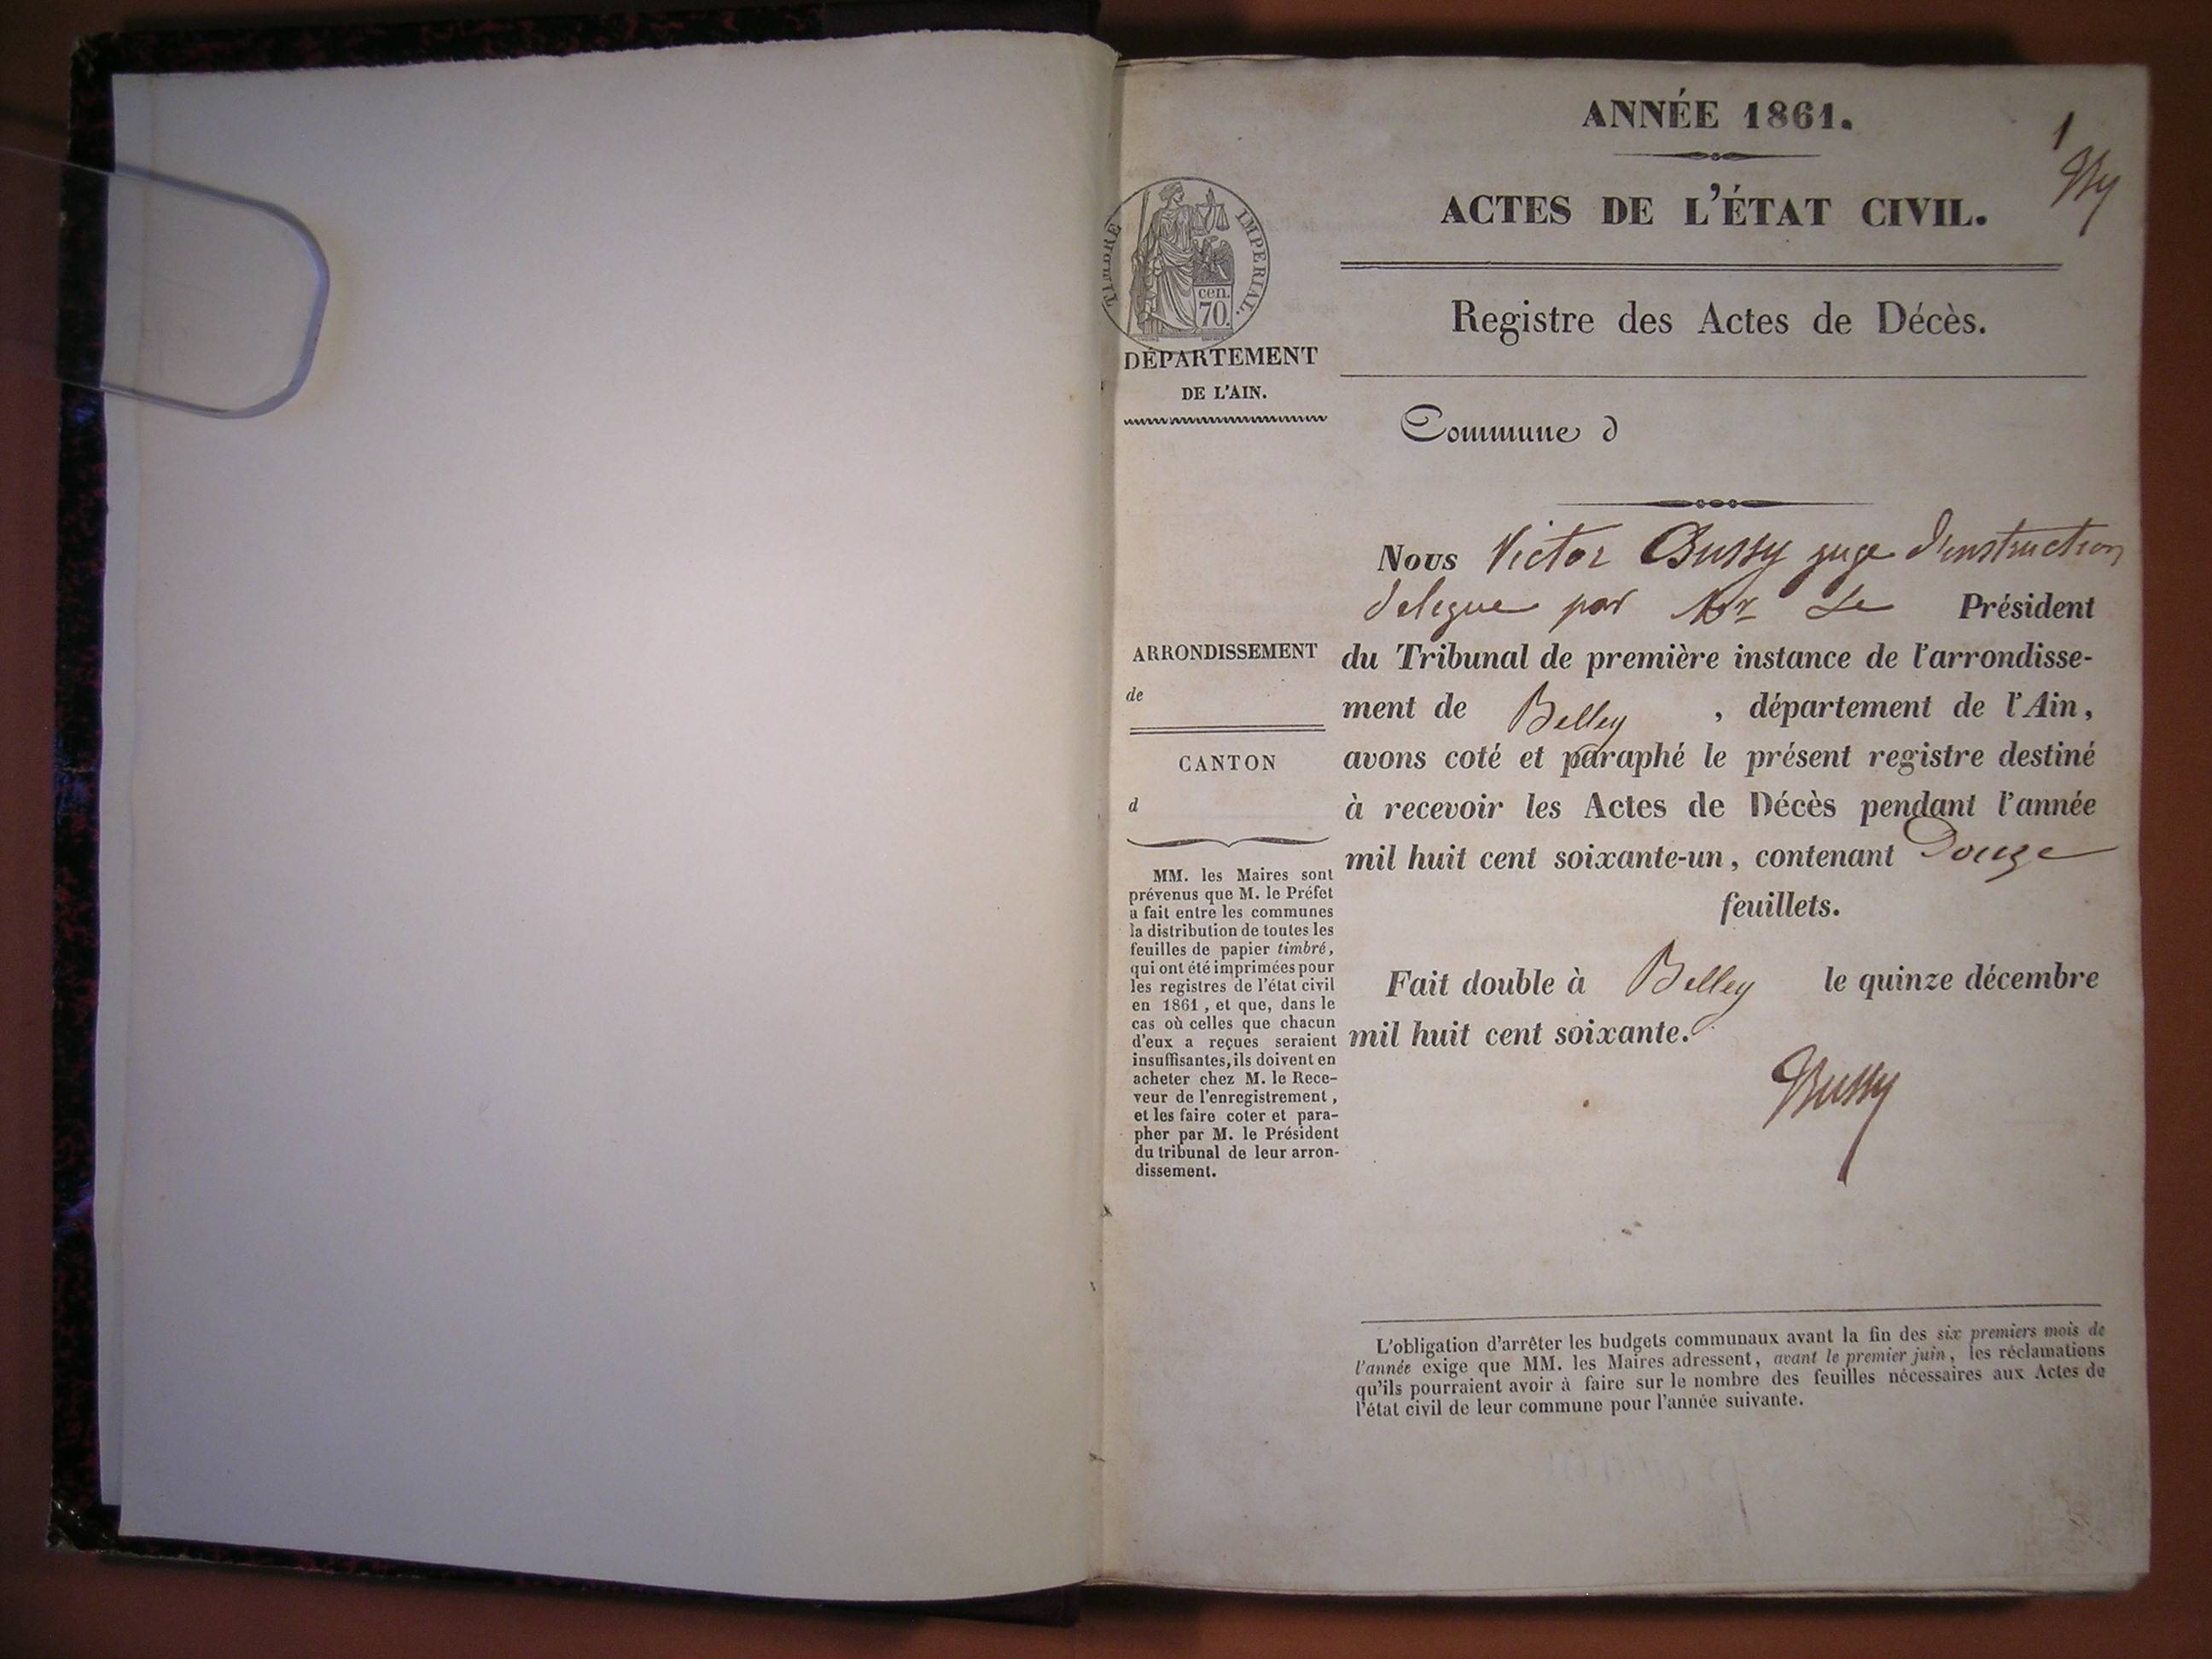 ANNÉE 1861.
1
By
ACTES DE L'ÉTAT CIVIL.
TIMBRE IMPERIAL.
cen.
70.
Registre des Actes de Décès.
DÉPARTEMENT
DE L'AIN.
Commune d
Nous Victor Bussy juge d'instruction
delegue par Mr Le Président
du Tribunal de première instance de l'arrondisse-
ment de Belley, département de l'Ain,
avons coté et paraphé le présent registre destiné
à recevoir les Actes de Décès pendant l'année
mil huit cent soixante-un, contenant Douze
feuillets.
Fait double à Belley le quinze décembre
mil huit cent soixante.
Bussy
ARRONDISSEMENT
de
CANTON
d
MM. les Maires sont
prévenus que M. le Préfet
a fait entre les communes
la distribution de toutes les
feuilles de papier timbré,
qui ont été imprimées pour
les registres de l'état civil
en 1861, et que, dans le
cas où celles que chacun
d'eux a reçues seraient
insuffisantes, ils doivent en
acheter chez M. le Rece-
veur de l'enregistrement,
et les faire coter et para-
pher par M. le Président
du tribunal de leur arron-
dissement.
L'obligation d'arrêter les budgets communaux avant la fin des six premiers mois de
l'année exige que MM. les Maires adressent, avant le premier juin, les réclamations
qu'ils pourraient avoir à faire sur le nombre des feuilles nécessaires aux Actes de
l'état civil de leur commune pour l'année suivante.